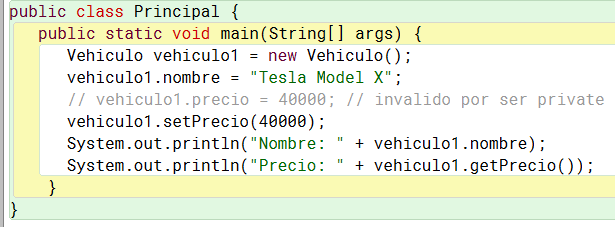 public class Principal {
public static void main(String[] args) {
Vehiculo vehiculo1 = new Vehiculo();
vehiculo1.nombre = "Tesla Model X";
// vehiculo1.precio = 40000; // invalido por ser private
vehiculo1.setPrecio(40000);
System.out.println("Nombre: " + vehiculo1.nombre);
System.out.println("Precio: " + vehiculo1.getPrecio());
}
}